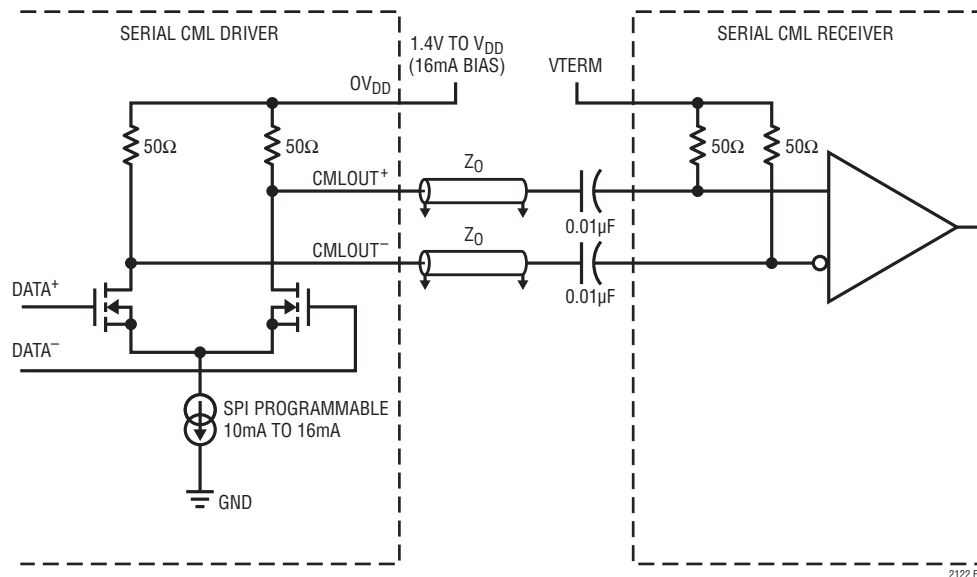 SERIAL CML DRIVER
1.4V TO VDD
(16mA BIAS)
SERIAL CML RECEIVER
VTERM
OVDD
50Ω
50Ω
50Ω
50Ω
CMLOUT+
Z0
0.01µF
CMLOUT–
Z0
0.01µF
DATA+
DATA–
SPI PROGRAMMABLE
10mA TO 16mA
GND
2122 F